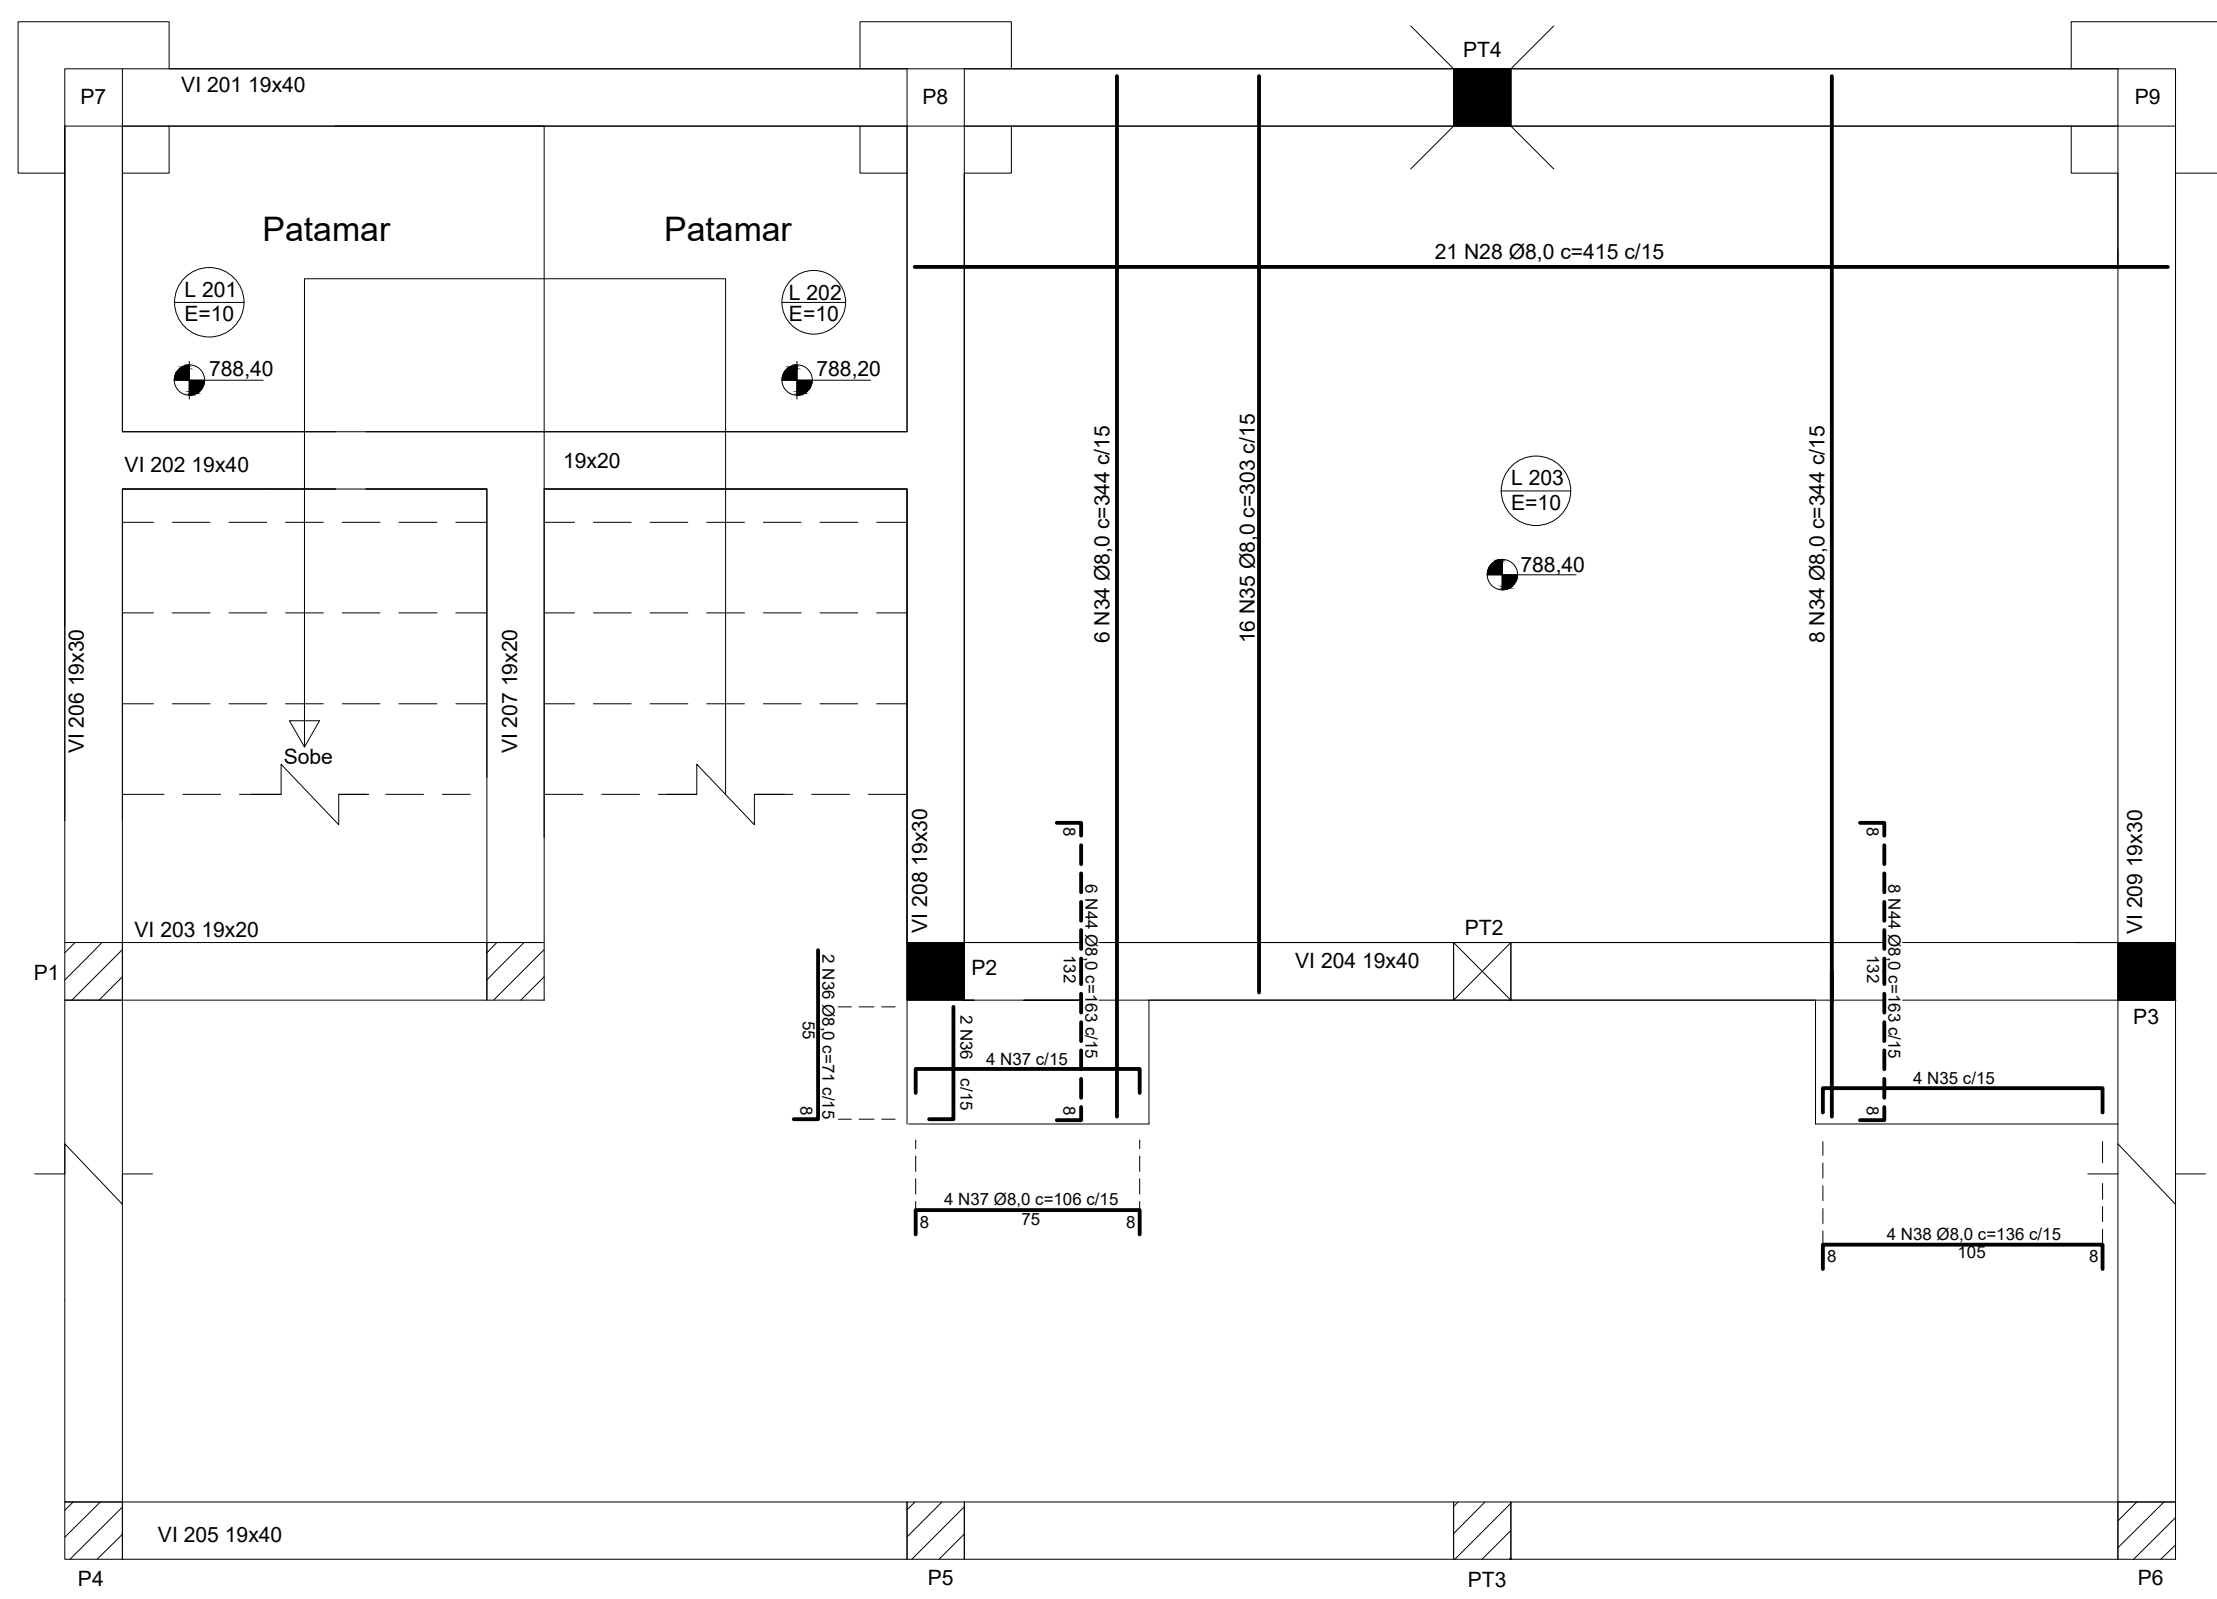 PT4
VI 201 19x40
P7
P8
P9
Patamar
Patamar
21 N28 Ø8,0 c=415 c/15
L 201
E=10
L 202
E=10
788,40
788,20
VI 202 19x40
19x20
6 N34 Ø8,0 c=344 c/15
16 N35 Ø8,0 c=303 c/15
8 N34 Ø8,0 c=344 c/15
L 203
E=10
788,40
VI 206 19x30
VI 207 19x20
Sobe
VI 208 19x30
VI 209 19x30
8
6 N44 Ø8,0 c=163 c/15
132
8
8
8 N44 Ø8,0 c=163 c/15
132
8
VI 203 19x20
PT2
P1
P2
VI 204 19x40
P3
2 N36 Ø8,0 c=71 c/15
55
8
2 N36 c/15
4 N37 c/15
4 N35 c/15
4 N37 Ø8,0 c=106 c/15
8 75 8
4 N38 Ø8,0 c=136 c/15
8 105 8
VI 205 19x40
P4
P5
PT3
P6